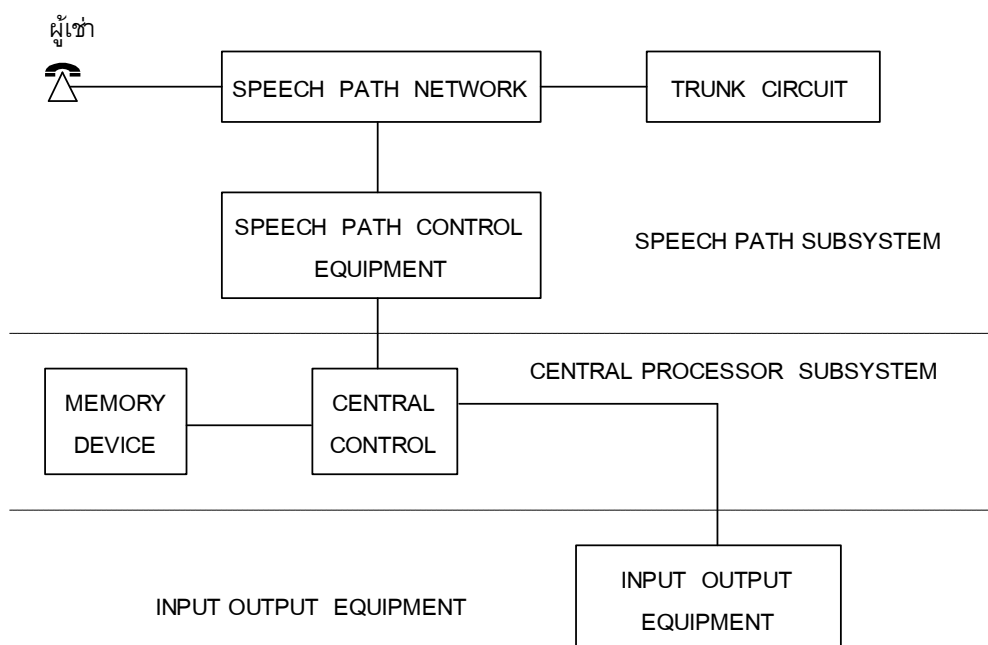 ผู้เช่า
SPEECH PATH NETWORK
TRUNK CIRCUIT
SPEECH PATH CONTROL
EQUIPMENT
SPEECH PATH SUBSYSTEM
CENTRAL PROCESSOR SUBSYSTEM
MEMORY
DEVICE
CENTRAL
CONTROL
INPUT OUTPUT EQUIPMENT
INPUT OUTPUT
EQUIPMENT